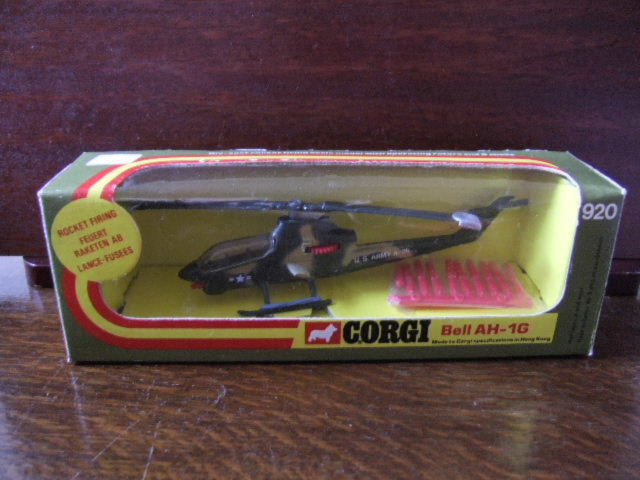 920
ROCKET FIRING
FEUERT
RAKETEN AB
LANCE-FUSEES
U.S. ARMY
CORGI
Bell AH-1G
Made to Corgi specifications in Hong Kong